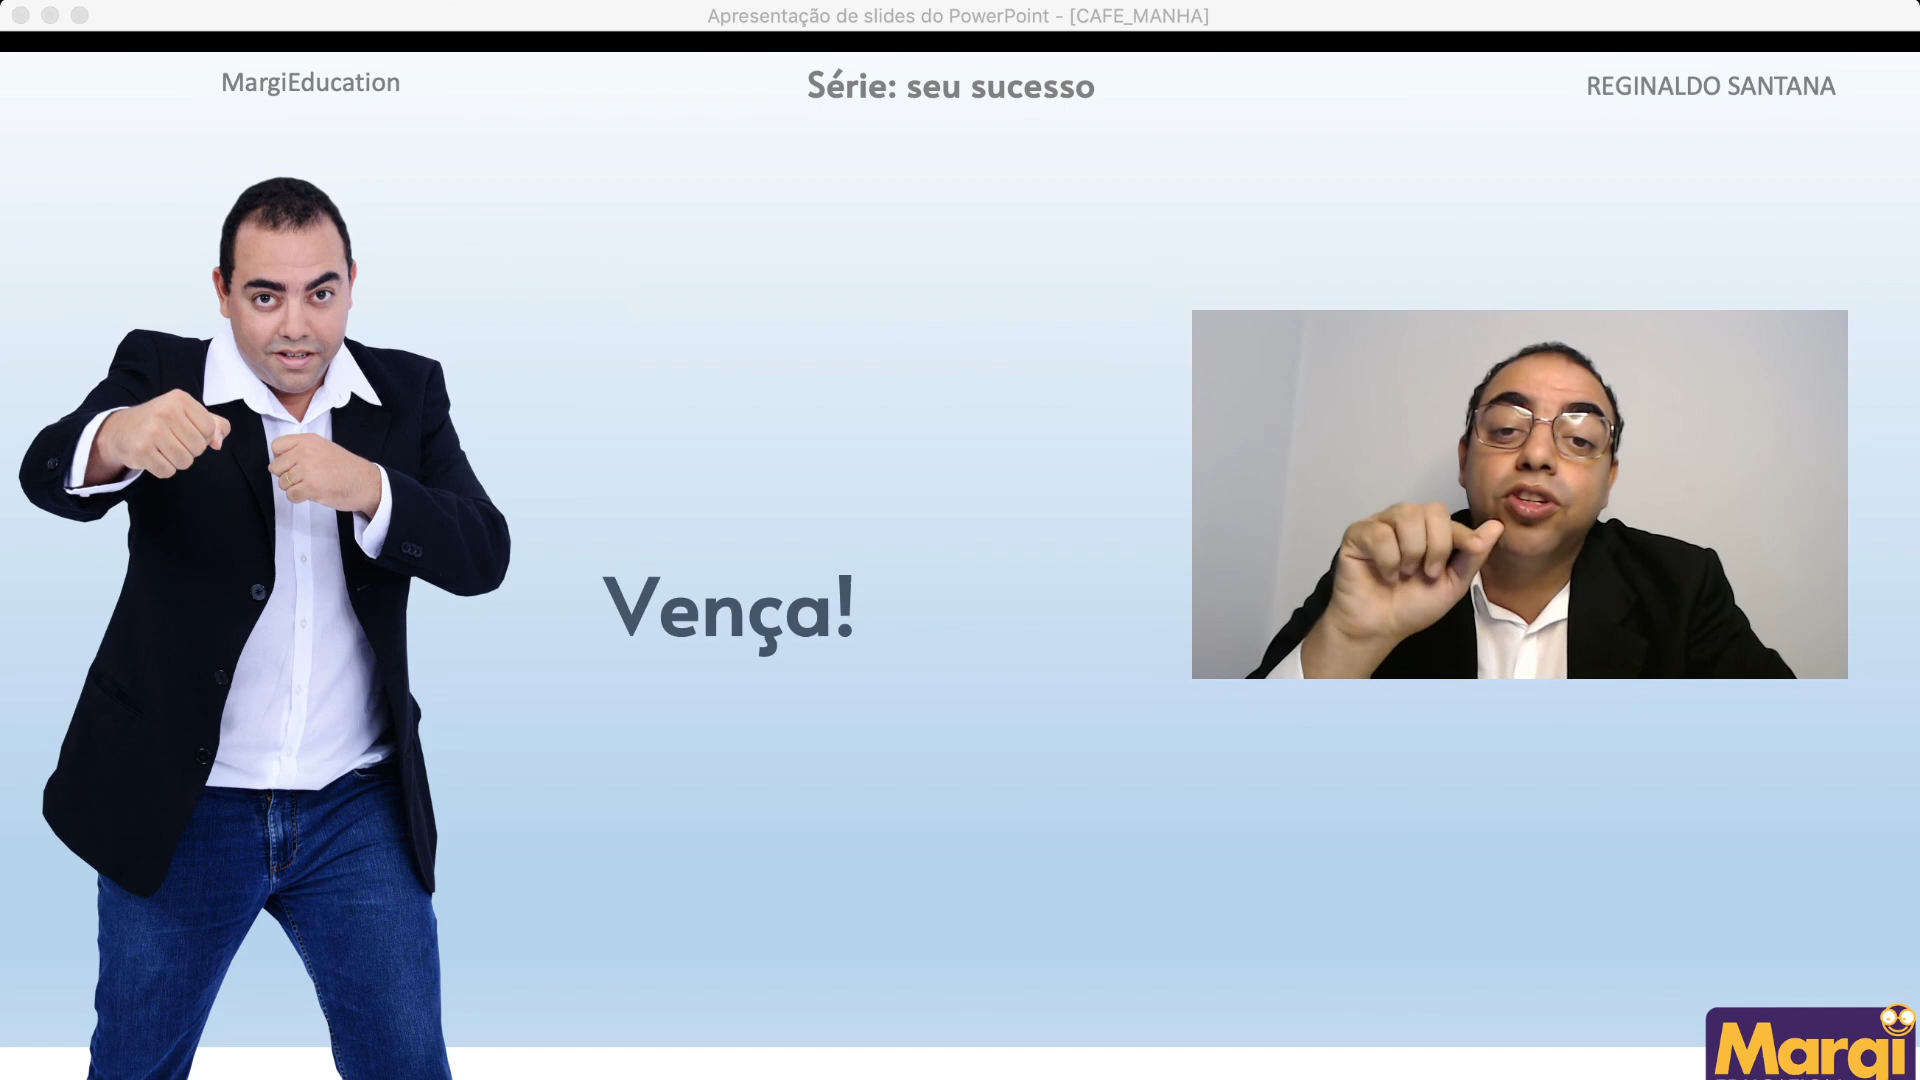 Apresentação de slides do PowerPoint - [CAFE_MANHA]
MargiEducation
Série: seu sucesso
REGINALDO SANTANA
Vença!
Margi